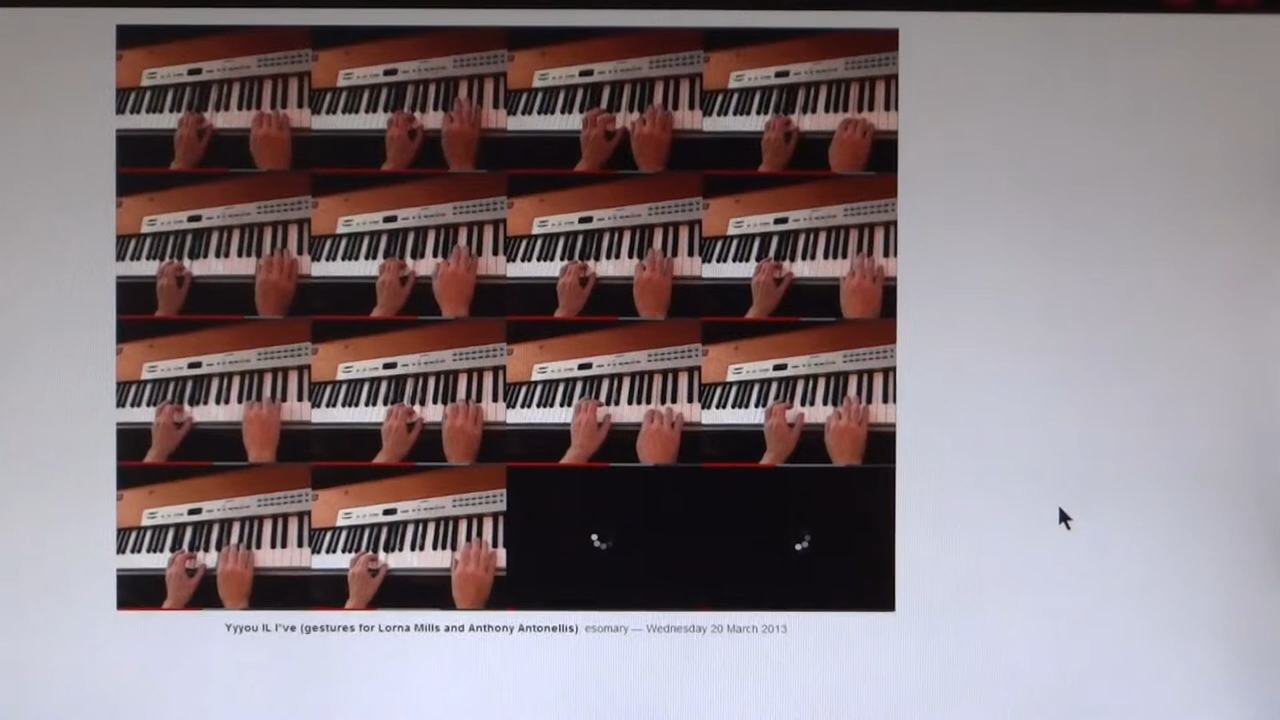 Yyyou IL I"ve (gestures for Lorna Mills and Anthony Antonellis), esomary — Wednesday 20 March 2013